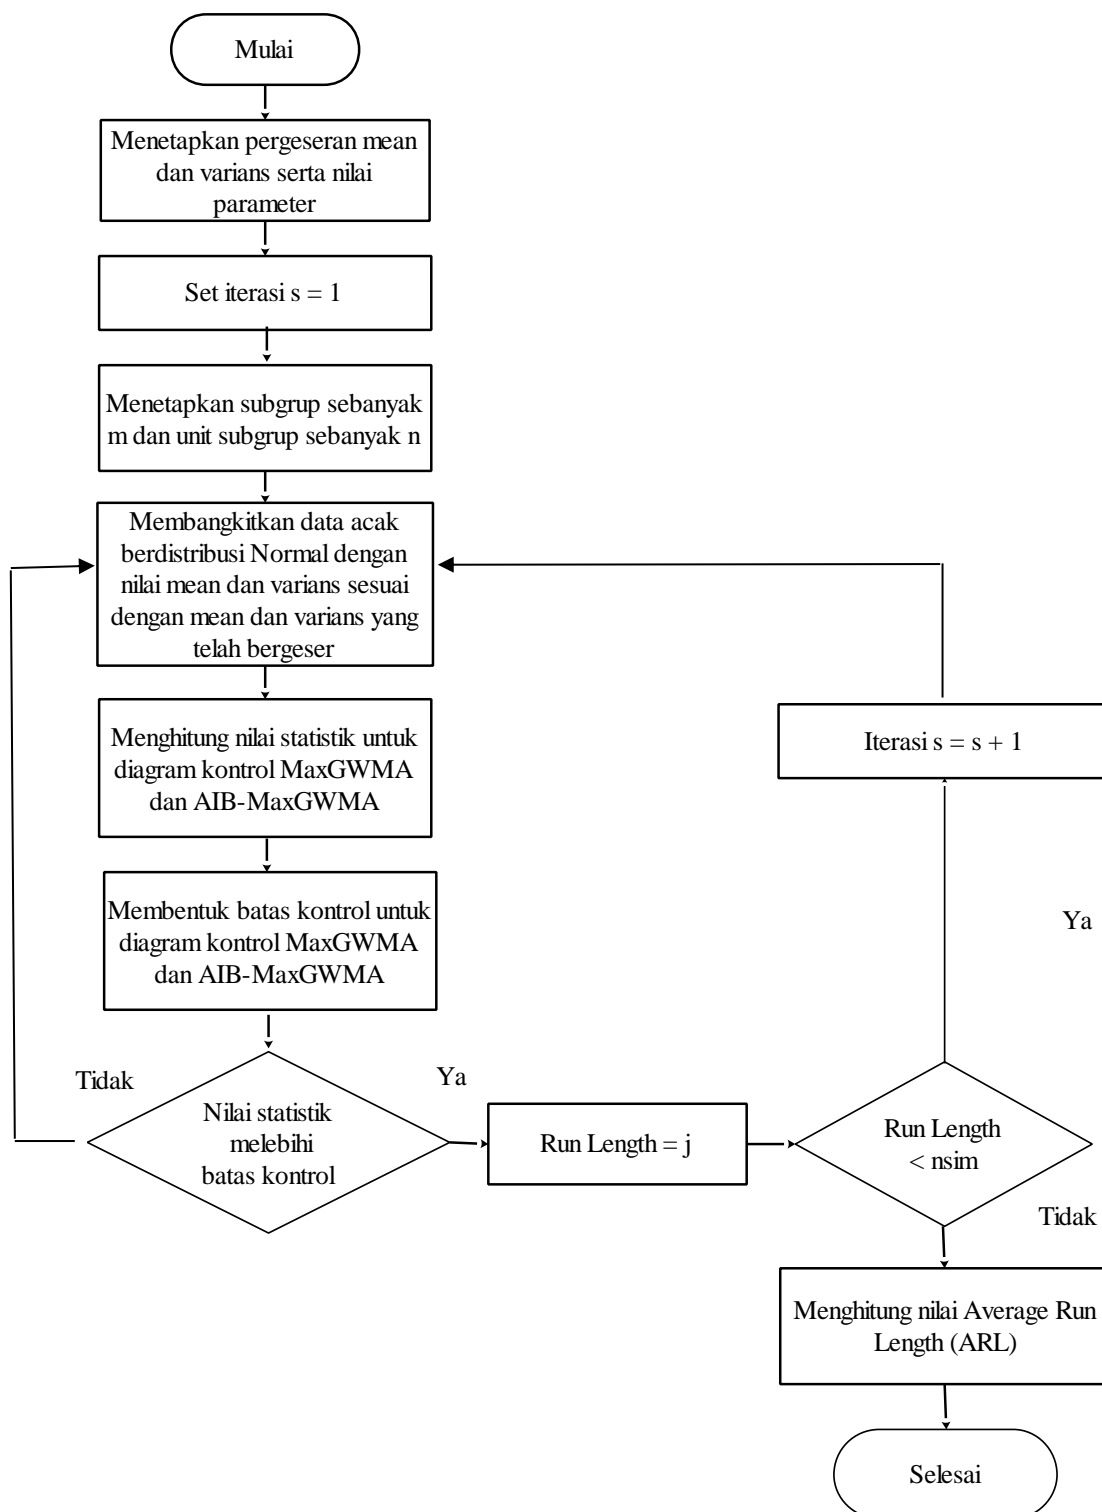 Mulai
Menetapkan pergeseran mean
dan varians serta nilai
parameter
Set iterasi s = 1
Menetapkan subgrup sebanyak
m dan unit subgrup sebanyak n
Membangkitkan data acak
berdistribusi Normal dengan
nilai mean dan varians sesuai
dengan mean dan varians yang
telah bergeser
Menghitung nilai statistik untuk
diagram kontrol MaxGWMA
dan AIB-MaxGWMA
Iterasi s = s + 1
Membentuk batas kontrol untuk
diagram kontrol MaxGWMA
dan AIB-MaxGWMA
Ya
Tidak
Ya
Nilai statistik
melebihi
batas kontrol
Run Length = j
Run Length
< nsim
Tidak
Menghitung nilai Average Run
Length (ARL)
Selesai